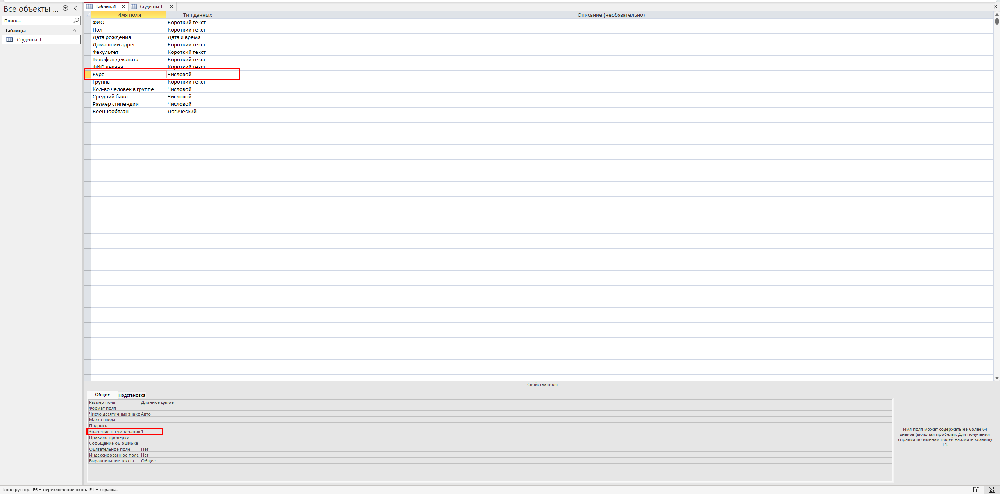 Все объекты ...
Поиск...
Таблицы
Студенты-Т
Таблица1 Студенты-Т
Имя поля Тип данных Описание (необязательно)
ФИО Короткий текст
Пол Короткий текст
Дата рождения Дата и время
Домашний адрес Короткий текст
Факультет Короткий текст
Телефон деканата Короткий текст
ФИО декана Короткий текст
Курс Числовой
Группа Короткий текст
Кол-во человек в группе Числовой
Средний балл Числовой
Размер стипендии Числовой
Военнообязан Логический
Свойства поля
Общие Подстановка
Размер поля Длинное целое
Формат поля
Число десятичных знако Авто
Маска ввода
Подпись
Значение по умолчани 1
Правило проверки
Сообщение об ошибке
Обязательное поле Нет
Индексированное поле Нет
Выравнивание текста Общее
Имя поля может содержать не более 64
знаков (включая пробелы). Для получения
справки по именам полей нажмите клавишу
F1.
Конструктор. F6 = переключение окон. F1 = справка.